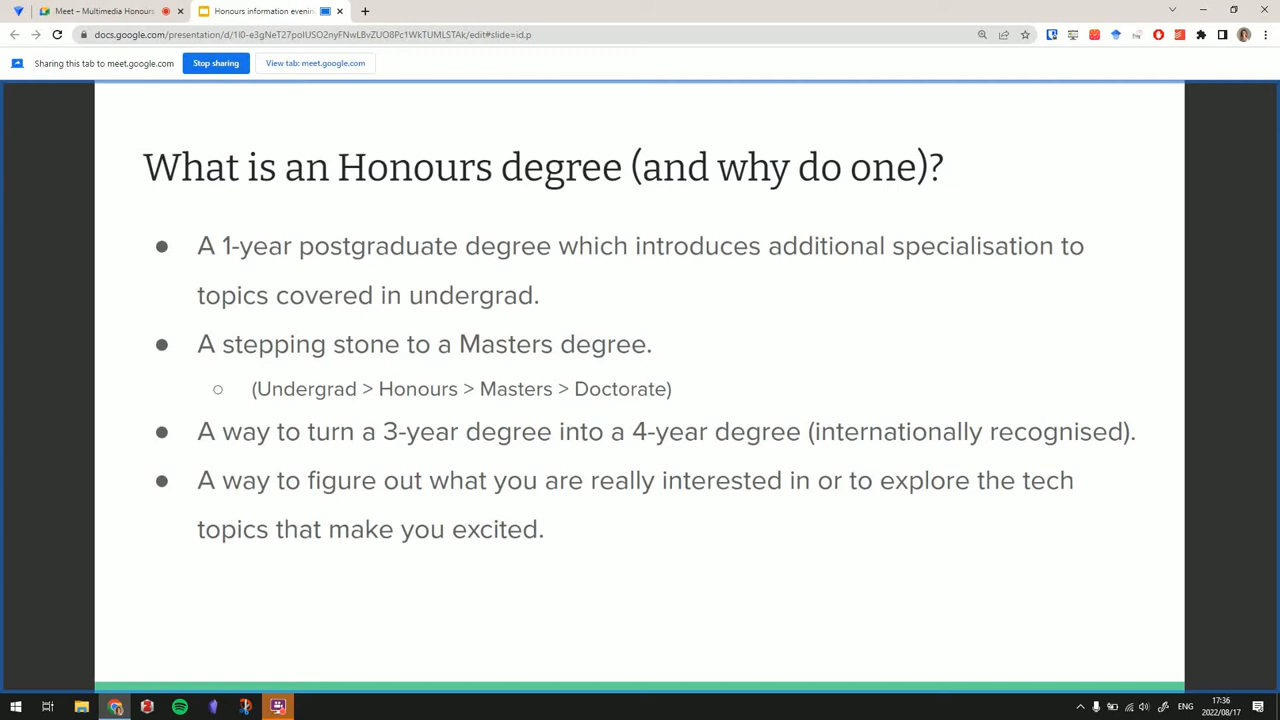 Meet – Multimedia Honours
Honours information evenin
docs.google.com/presentation/d/1I0-e3gNeT27poIUSO2nyFNwLBvZUO8Pc1WkTUMLSTAk/edit#slide=id.p
Sharing this tab to meet.google.com
Stop sharing
View tab: meet.google.com
What is an Honours degree (and why do one)?
● A 1-year postgraduate degree which introduces additional specialisation to
topics covered in undergrad.
● A stepping stone to a Masters degree.
○ (Undergrad > Honours > Masters > Doctorate)
● A way to turn a 3-year degree into a 4-year degree (internationally recognised).
● A way to figure out what you are really interested in or to explore the tech
topics that make you excited.
ENG
17:36
2022/08/17